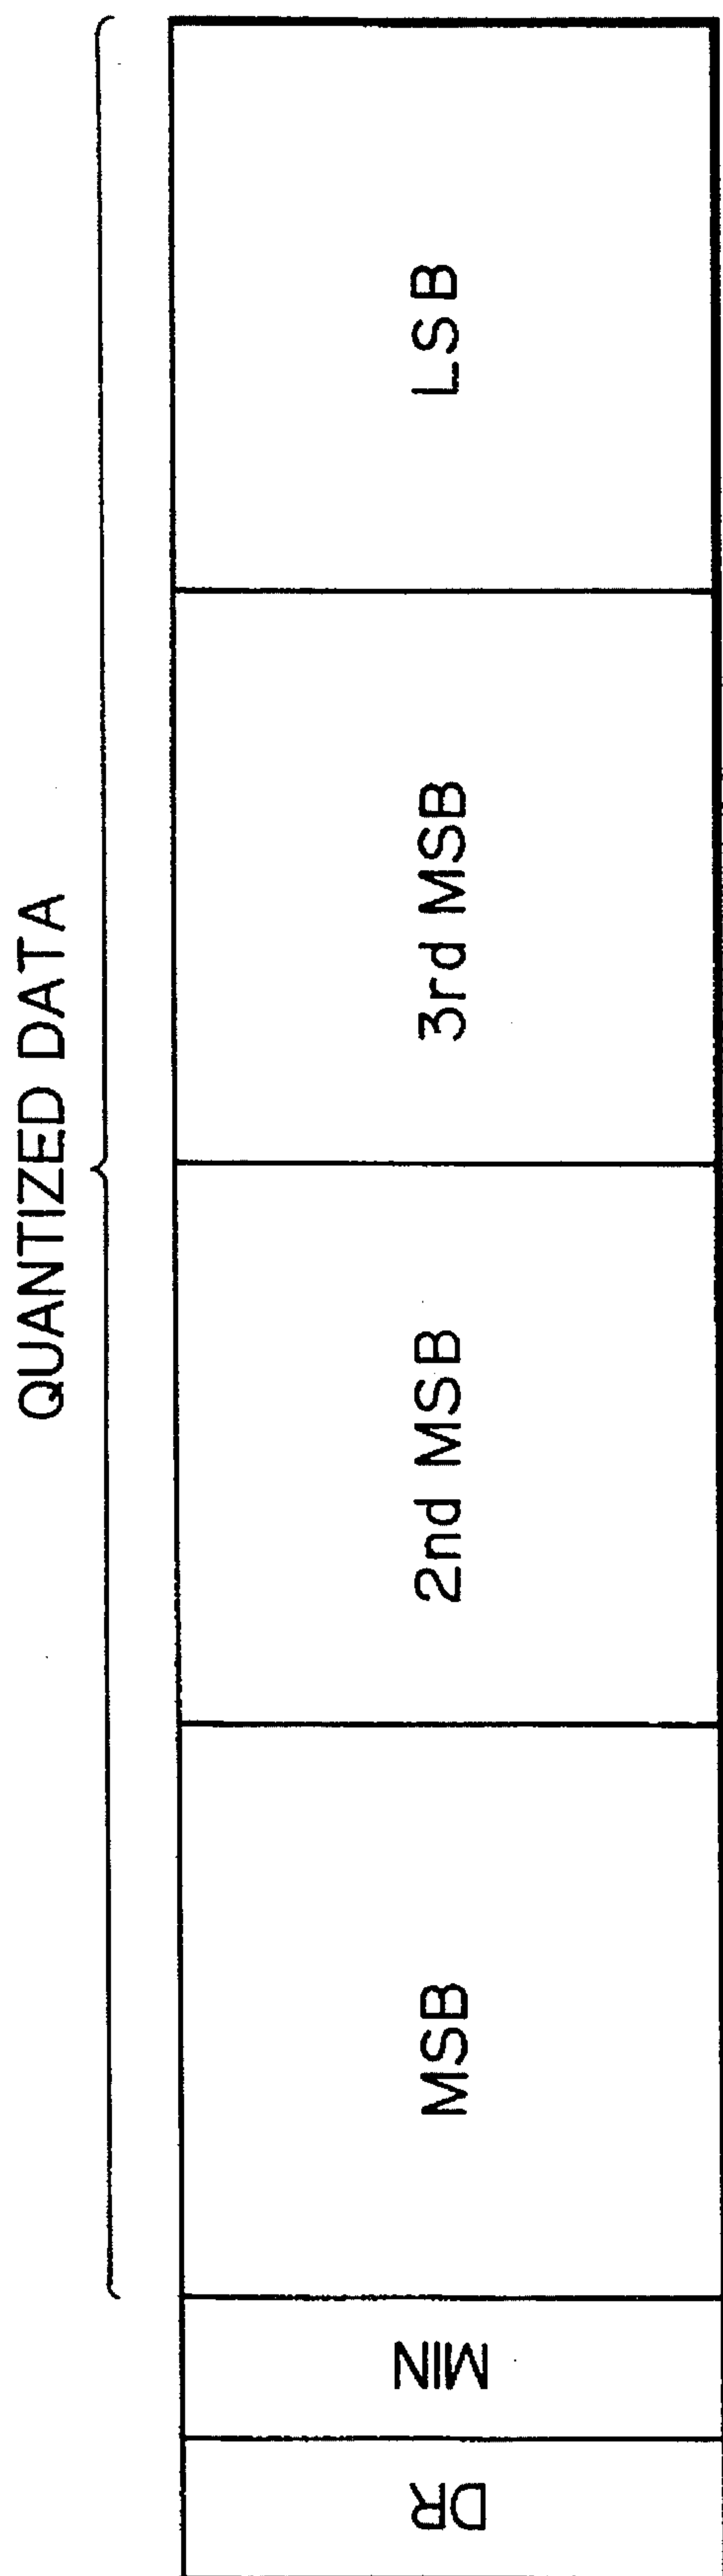 QUANTIZED DATA
DR
MIN
MSB
2nd MSB
3rd MSB
LSB